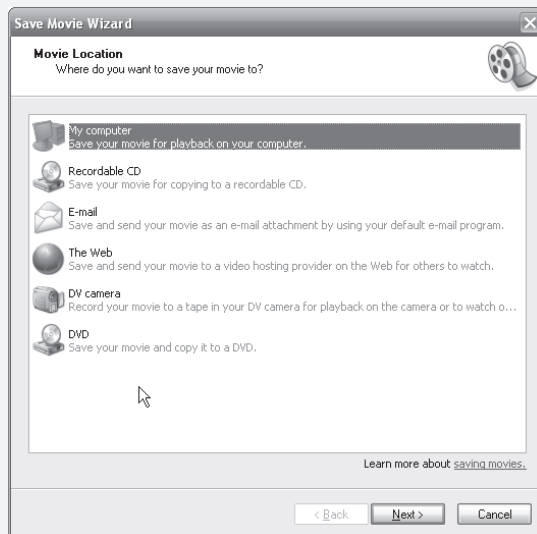 Save Movie Wizard
Movie Location
Where do you want to save your movie to?
My computer
Save your movie for playback on your computer.
Recordable CD
Save your movie for copying to a recordable CD.
E-mail
Save and send your movie as an e-mail attachment by using your default e-mail program.
The Web
Save and send your movie to a video hosting provider on the Web for others to watch.
DV camera
Record your movie to a tape in your DV camera for playback on the camera or to watch o...
DVD
Save your movie and copy it to a DVD.
Learn more about saving movies.
< Back Next > Cancel